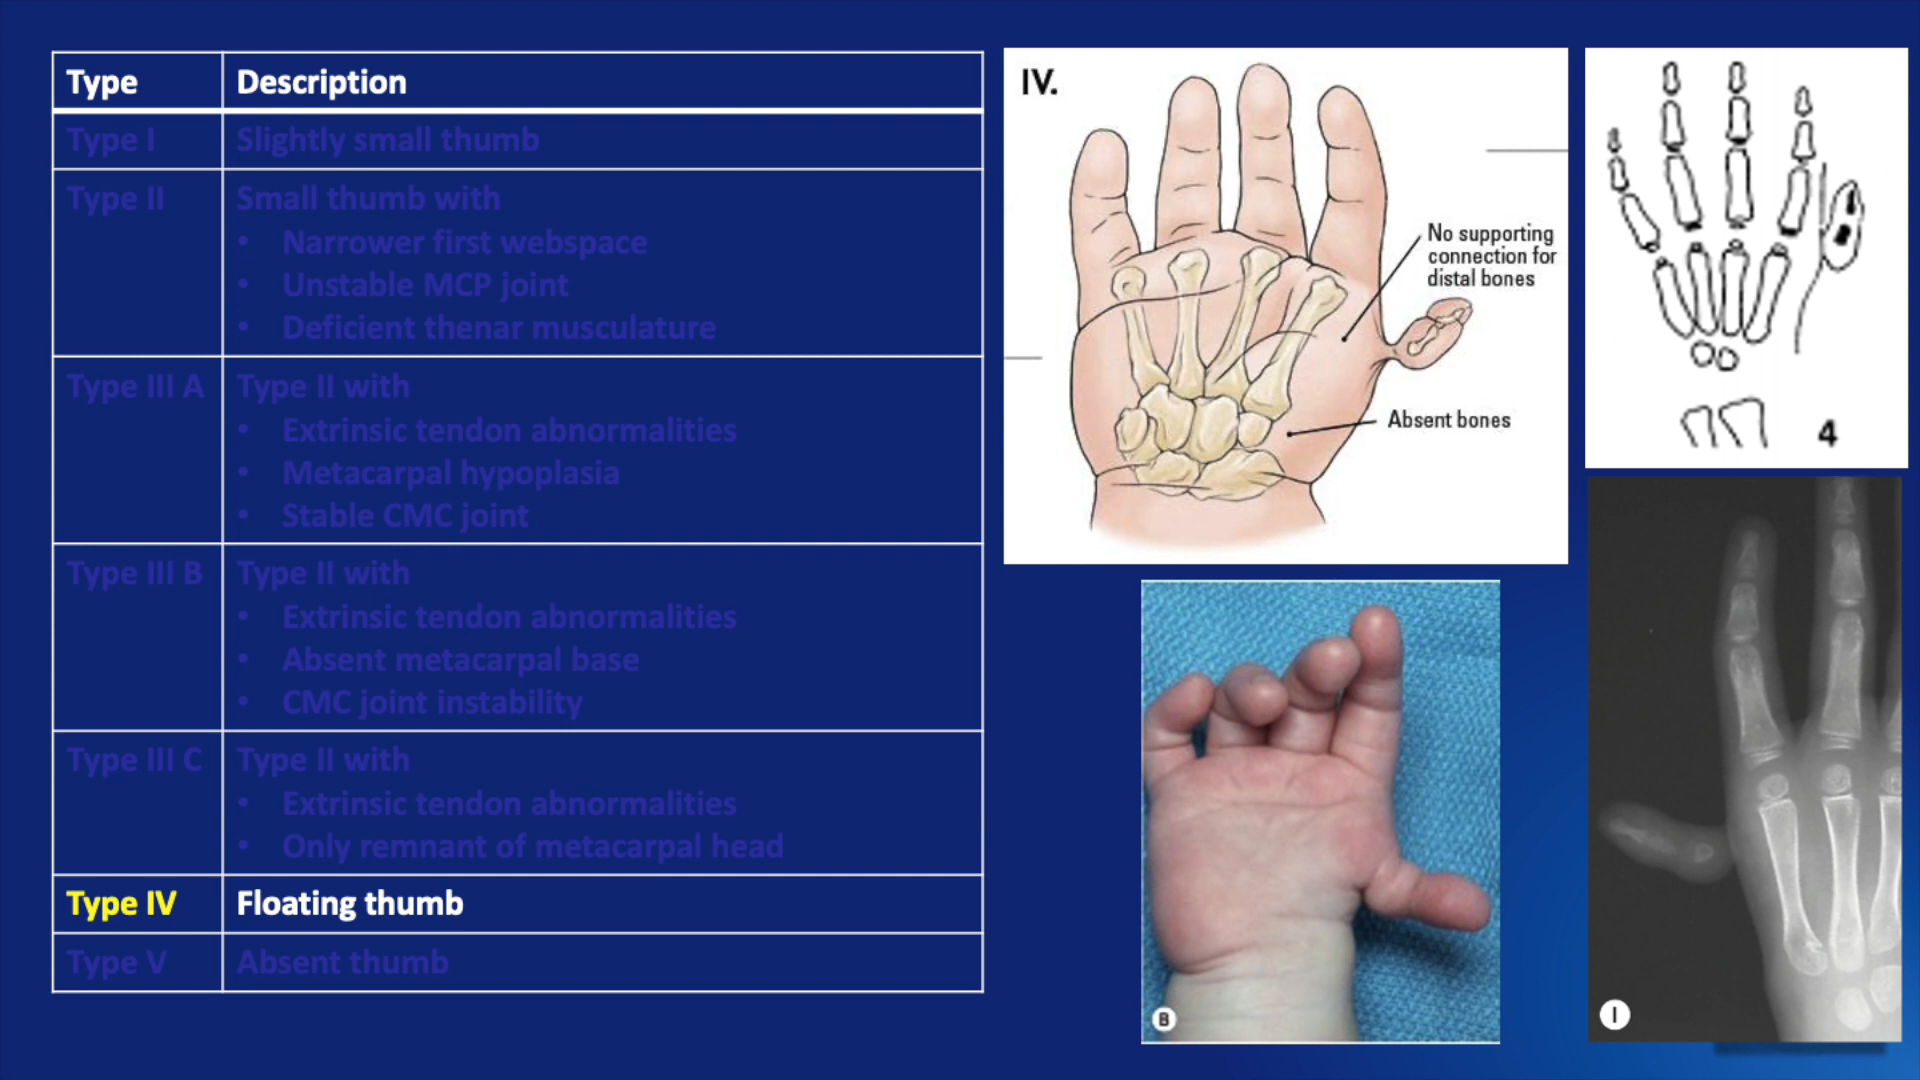 Type Description
Type I Slightly small thumb
Type II Small thumb with
• Narrower first webspace
• Unstable MCP joint
• Deficient thenar musculature
Type III A Type II with
• Extrinsic tendon abnormalities
• Metacarpal hypoplasia
• Stable CMC joint
Type III B Type II with
• Extrinsic tendon abnormalities
• Absent metacarpal base
• CMC joint instability
Type III C Type II with
• Extrinsic tendon abnormalities
• Only remnant of metacarpal head
Type IV Floating thumb
Type V Absent thumb
IV.
No supporting
connection for
distal bones
Absent bones
4
B
I